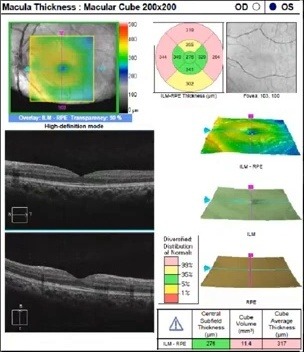 Macula Thickness : Macular Cube 200x200
OD OS
500
400
300
200
100
0 µm
Overlay: ILM - RPE Transparency: 50 %
ILM-RPE Thickness (µm)
Fovea: 103, 100
High-definition mode
ILM - RPE
ILM
RPE
Diversified
Distribution
of Normals
99%
95%
5%
1%
Central
Subfield
Thickness
(µm)
Cube
Volume
(mm³)
Cube
Average
Thickness
(µm)
ILM - RPE 278 11.4 317